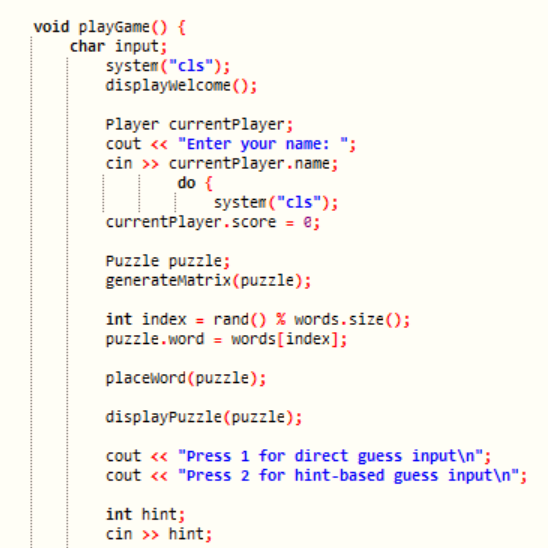 void playGame() {
char input;
system("cls");
displayWelcome();
Player currentPlayer;
cout << "Enter your name: ";
cin >> currentPlayer.name;
do {
system("cls");
currentPlayer.score = 0;
Puzzle puzzle;
generateMatrix(puzzle);
int index = rand() % words.size();
puzzle.word = words[index];
placeWord(puzzle);
displayPuzzle(puzzle);
cout << "Press 1 for direct guess input\n";
cout << "Press 2 for hint-based guess input\n";
int hint;
cin >> hint;